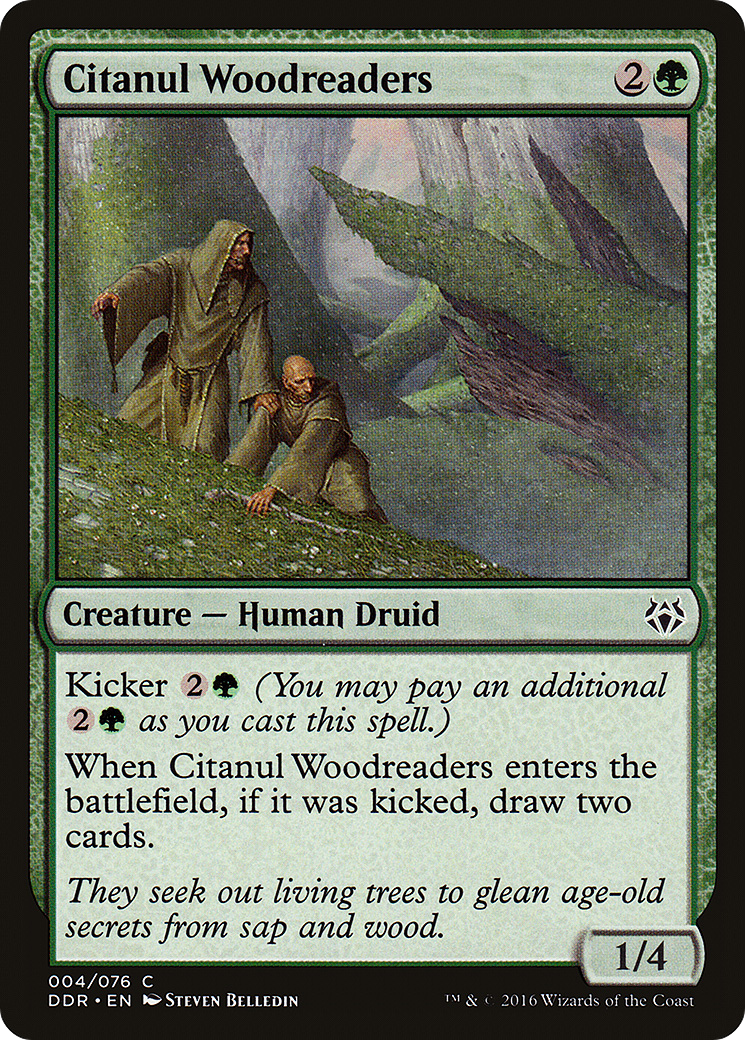 Citanul Woodreaders 2
Creature — Human Druid
Kicker 2 (You may pay an additional
2 as you cast this spell.)
When Citanul Woodreaders enters the
battlefield, if it was kicked, draw two
cards.
They seek out living trees to glean age-old
secrets from sap and wood.
1/4
004/076 C
DDR • EN Steven Belledin
™ & © 2016 Wizards of the Coast